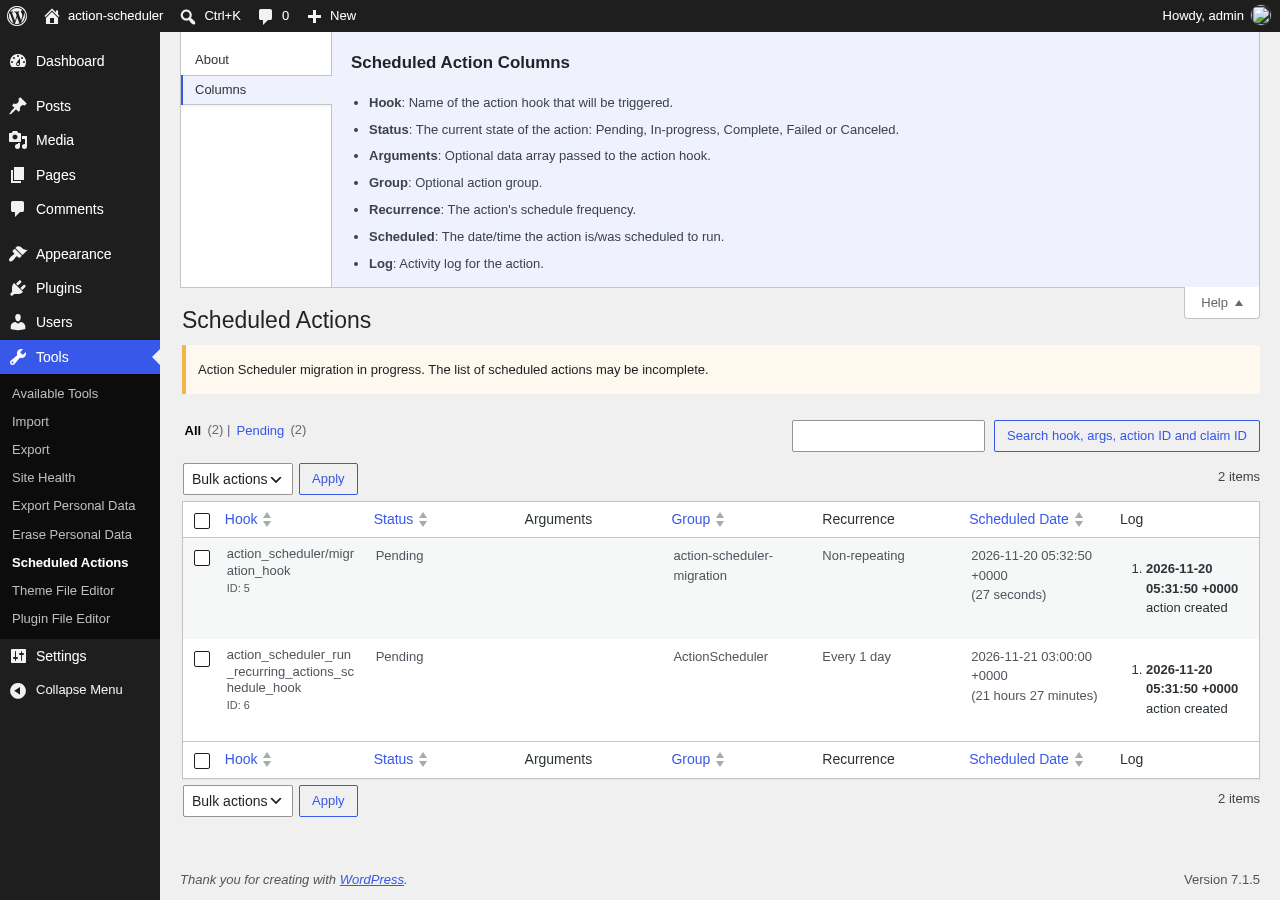 action-scheduler
Ctrl+K
0
New
Howdy, admin
Dashboard
Posts
Media
Pages
Comments
Appearance
Plugins
Users
Tools
Available Tools
Import
Export
Site Health
Export Personal Data
Erase Personal Data
Scheduled Actions
Theme File Editor
Plugin File Editor
Settings
Collapse Menu
About
Columns
Scheduled Action Columns
Hook: Name of the action hook that will be triggered.
Status: The current state of the action: Pending, In-progress, Complete, Failed or Canceled.
Arguments: Optional data array passed to the action hook.
Group: Optional action group.
Recurrence: The action's schedule frequency.
Scheduled: The date/time the action is/was scheduled to run.
Log: Activity log for the action.
Help
Scheduled Actions
Action Scheduler migration in progress. The list of scheduled actions may be incomplete.
All (2) | Pending (2)
Search hook, args, action ID and claim ID
Bulk actions
Apply
2 items
Hook
Status
Arguments
Group
Recurrence
Scheduled Date
Log
action_scheduler/migr
ation_hook
ID: 5
Pending
action-scheduler-
migration
Non-repeating
2026-11-20 05:32:50
+0000
(27 seconds)
1. 2026-11-20
05:31:50 +0000
action created
action_scheduler_run
_recurring_actions_sc
hedule_hook
ID: 6
Pending
ActionScheduler
Every 1 day
2026-11-21 03:00:00
+0000
(21 hours 27 minutes)
1. 2026-11-20
05:31:50 +0000
action created
Hook
Status
Arguments
Group
Recurrence
Scheduled Date
Log
Bulk actions
Apply
2 items
Thank you for creating with WordPress.
Version 7.1.5